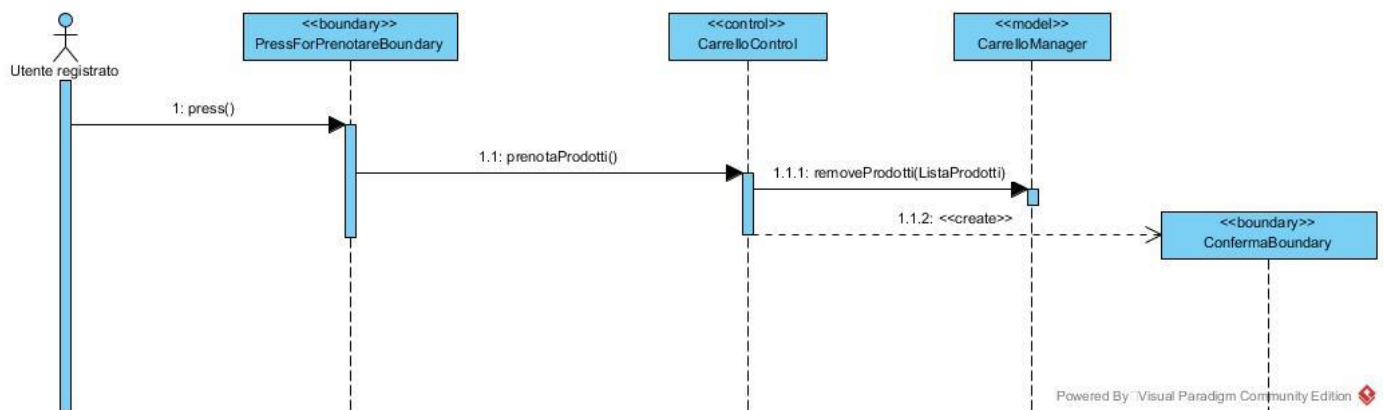 <<boundary>>
PressForPrenotareBoundary
<<control>>
CarrelloControl
<<model>>
CarrelloManager
Utente registrato
1: press()
1.1: prenotaProdotti()
1.1.1: removeProdotti(ListaProdotti)
1.1.2: <<create>>
<<boundary>>
ConfermaBoundary
Powered By Visual Paradigm Community Edition